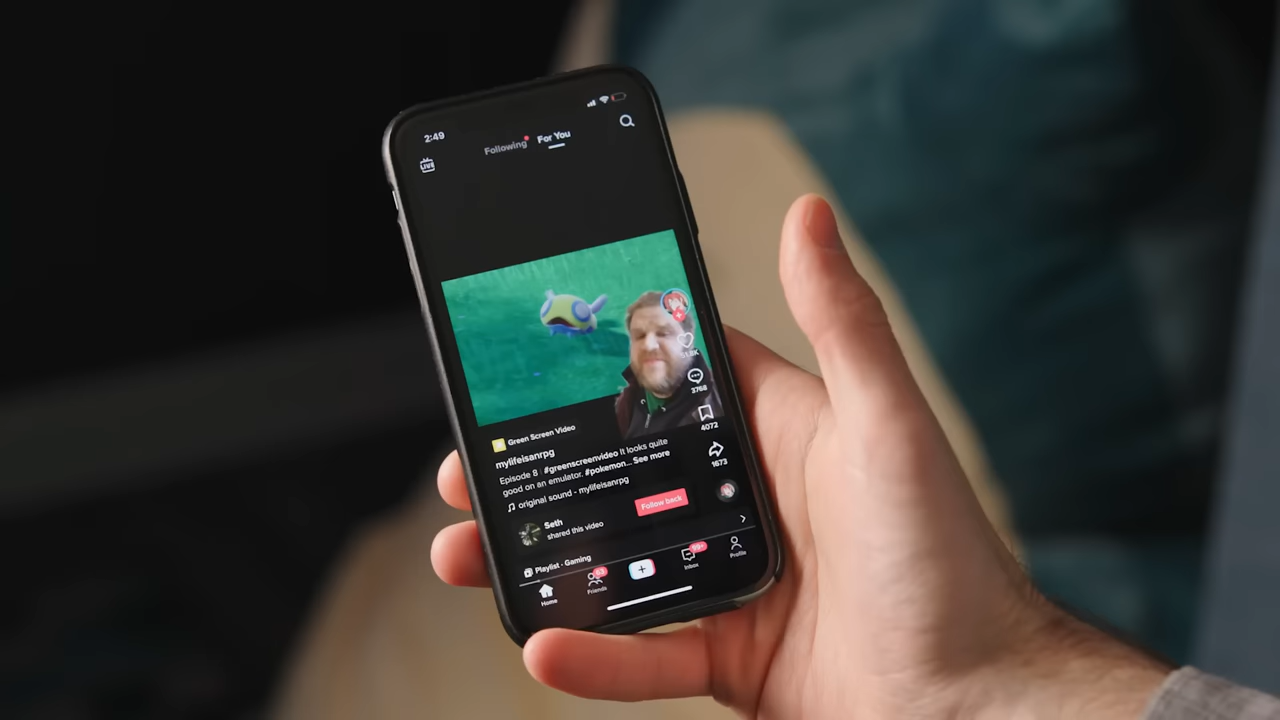 2:49
LIVE
Following
For You
3768
4072
1673
Green Screen Video
mylifeisanrpg
Episode 8 | #greenscreenvideo It looks quite
good on an emulator. #pokemon... See more
original sound - mylifeisanrpg
Seth
shared this video
Follow back
Playlist · Gaming
Home
63
Friends
99+
Inbox
Profile